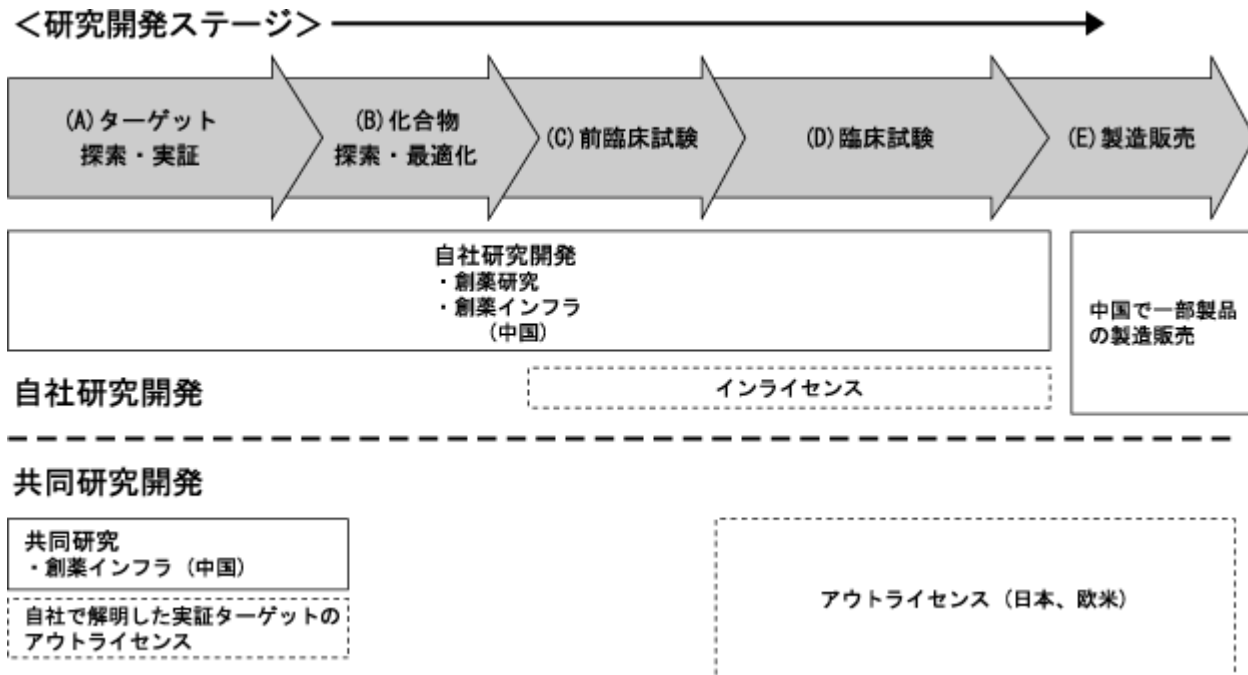 ＜研究開発ステージ＞
(A)ターゲット
探索・実証
(B)化合物
探索・最適化
(C)前臨床試験
(D)臨床試験
(E)製造販売
自社研究開発
・創薬研究
・創薬インフラ
(中国)
中国で一部製品
の製造販売
インライセンス
自社研究開発
共同研究開発
共同研究
・創薬インフラ（中国）
自社で解明した実証ターゲットの
アウトライセンス
アウトライセンス（日本、欧米）